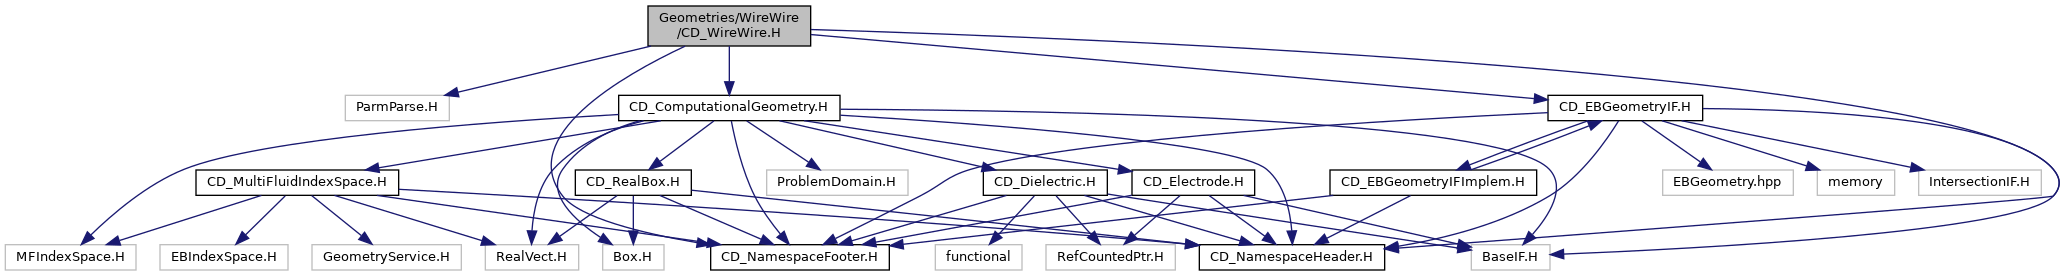 Geometries/WireWire
/CD_WireWire.H
ParmParse.H
CD_ComputationalGeometry.H
CD_EBGeometryIF.H
CD_MultiFluidIndexSpace.H
CD_RealBox.H
ProblemDomain.H
CD_Dielectric.H
CD_Electrode.H
CD_EBGeometryIFImplem.H
EBGeometry.hpp
memory
IntersectionIF.H
MFIndexSpace.H
EBIndexSpace.H
GeometryService.H
RealVect.H
Box.H
CD_NamespaceFooter.H
functional
RefCountedPtr.H
CD_NamespaceHeader.H
BaseIF.H